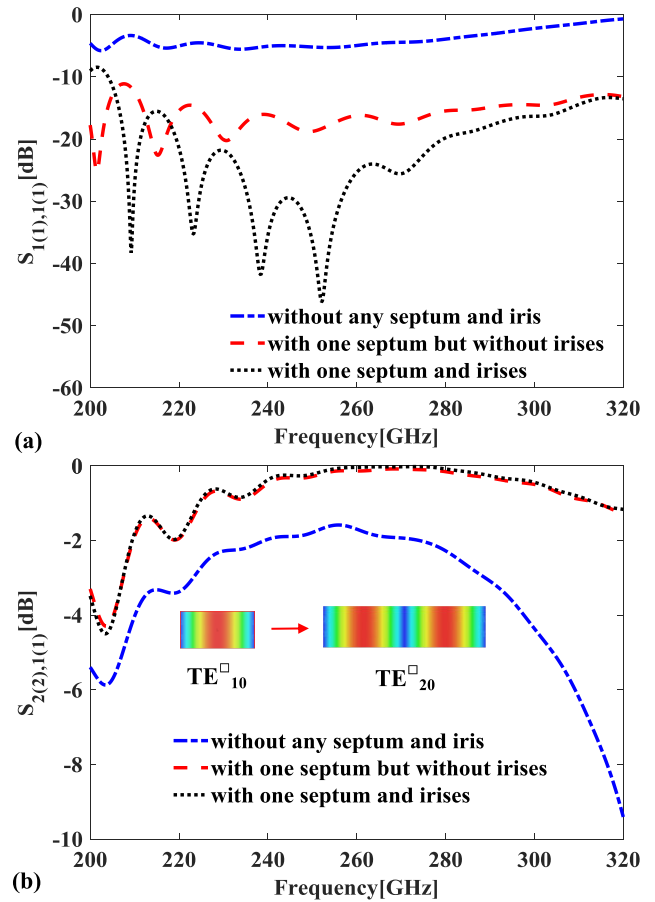 0
-10
-20
-30
-40
-50
-60
S1(1),1(1)[dB]
without any septum and iris
with one septum but without irises
with one septum and irises
200 220 240 260 280 300 320
Frequency[GHz]
(a)
0
-2
-4
-6
-8
-10
S2(2),1(1)[dB]
TE□10 TE□20
without any septum and iris
with one septum but without irises
with one septum and irises
200 220 240 260 280 300 320
Frequency[GHz]
(b)